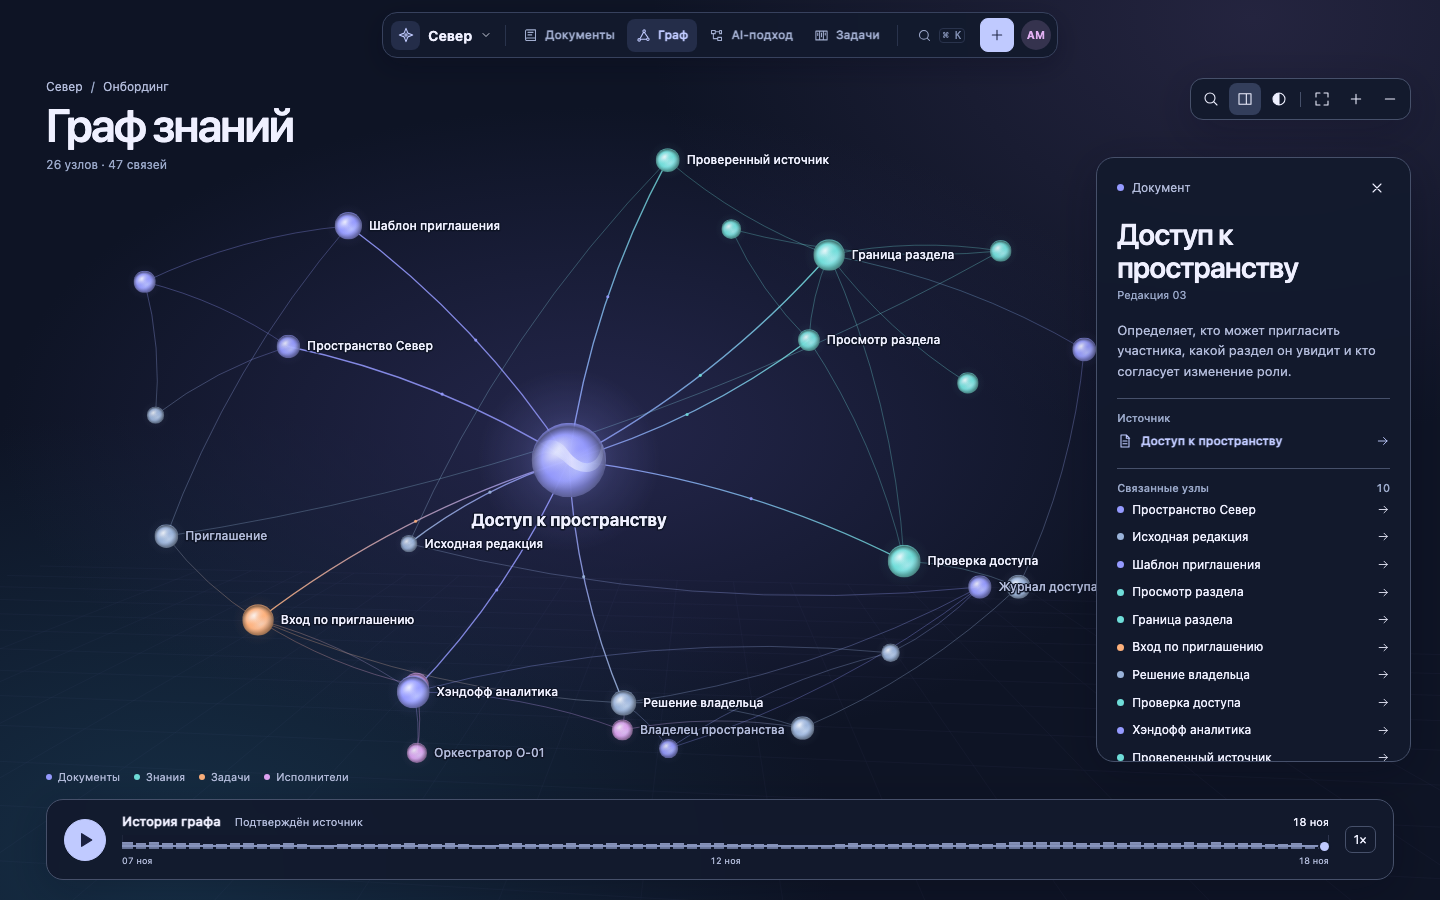 Север
Документы
Граф
AI-подход
Задачи
⌘ K
AM
Север / Онбординг
Граф знаний
26 узлов · 47 связей
Проверенный источник
Шаблон приглашения
Граница раздела
Пространство Север
Просмотр раздела
Доступ к пространству
Приглашение
Исходная редакция
Проверка доступа
Журнал доступа
Вход по приглашению
Хэндофф аналитика
Решение владельца
Владелец пространства
Оркестратор О-01
Документ
Доступ к
пространству
Редакция 03
Определяет, кто может пригласить
участника, какой раздел он увидит и кто
согласует изменение роли.
Источник
Доступ к пространству
Связанные узлы 10
Пространство Север
Исходная редакция
Шаблон приглашения
Просмотр раздела
Граница раздела
Вход по приглашению
Решение владельца
Проверка доступа
Хэндофф аналитика
Проверенный источник
Документы
Знания
Задачи
Исполнители
История графа Подтверждён источник 18 ноя
1×
07 ноя 12 ноя 18 ноя